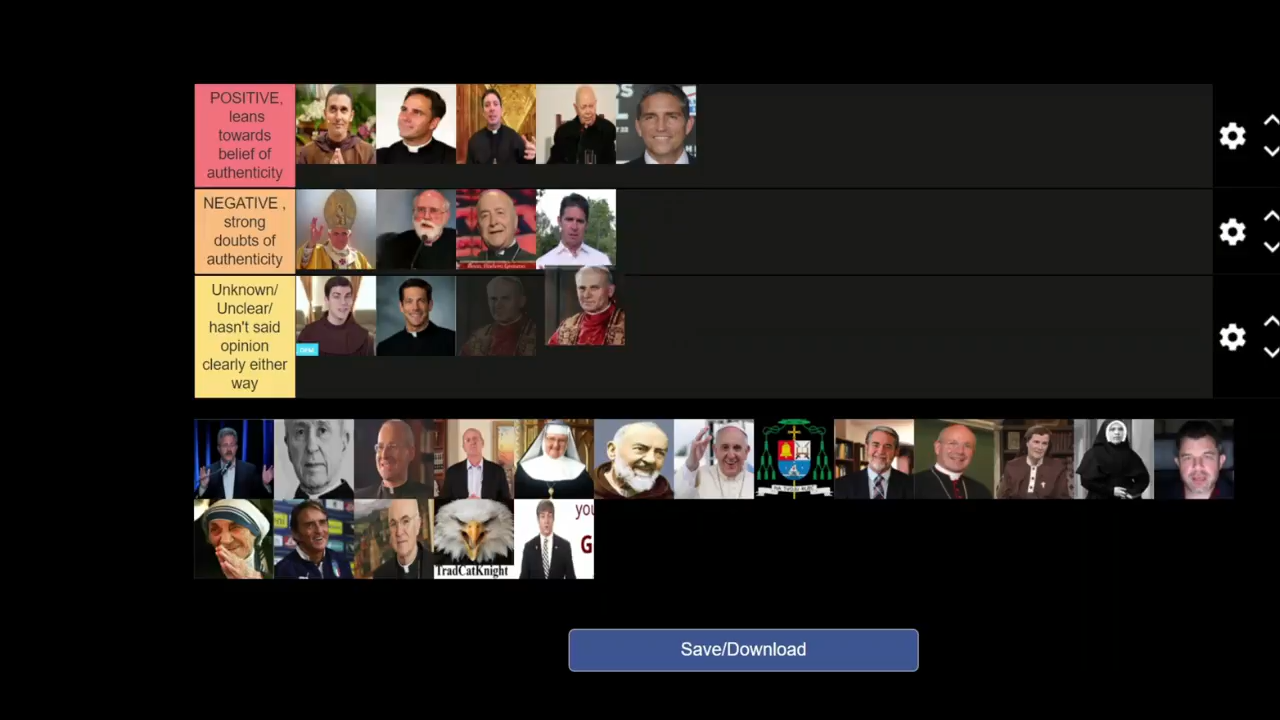 POSITIVE,
leans
towards
belief of
authenticity
NEGATIVE ,
strong
doubts of
authenticity
Unknown/
Unclear/
hasn't said
opinion
clearly either
way
TradCatKnight
you
G
Save/Download